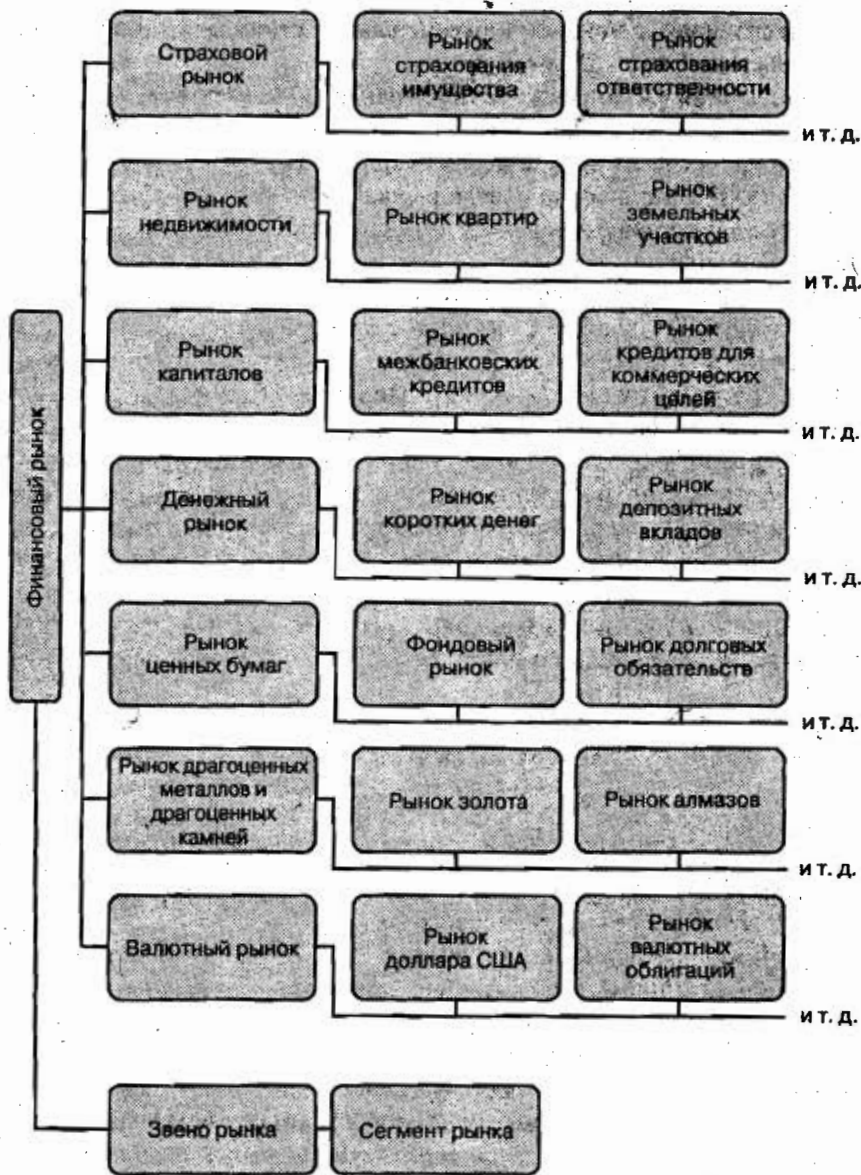 Финансовый рынок
Страховой
рынок
Рынок
страхования
имущества
Рынок
страхования
ответственности
и т. д.
Рынок
недвижимости
Рынок квартир
Рынок
земельных
участков
и т. д.
Рынок
капиталов
Рынок
межбанковских
кредитов
Рынок
кредитов для
коммерческих
целей
и т. д.
Денежный
рынок
Рынок
коротких денег
Рынок
депозитных
вкладов
и т. д.
Рынок
ценных бумаг
Фондовый
рынок
Рынок долговых
обязательств
и т. д.
Рынок драгоценных
металлов и
драгоценных
камней
Рынок золота
Рынок алмазов
и т. д.
Валютный рынок
Рынок
доллара США
Рынок
валютных
облигаций
и т. д.
Звено рынка
Сегмент рынка